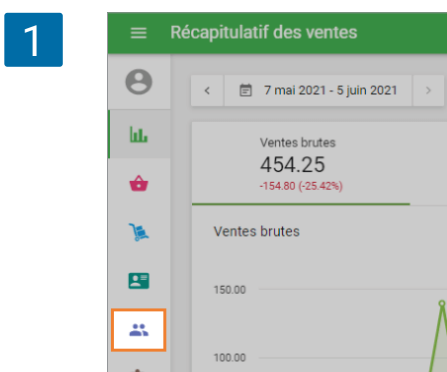 1
Récapitulatif des ventes
7 mai 2021 - 5 juin 2021
Ventes brutes
454.25
-154.80 (-25.42%)
Ventes brutes
150.00
100.00